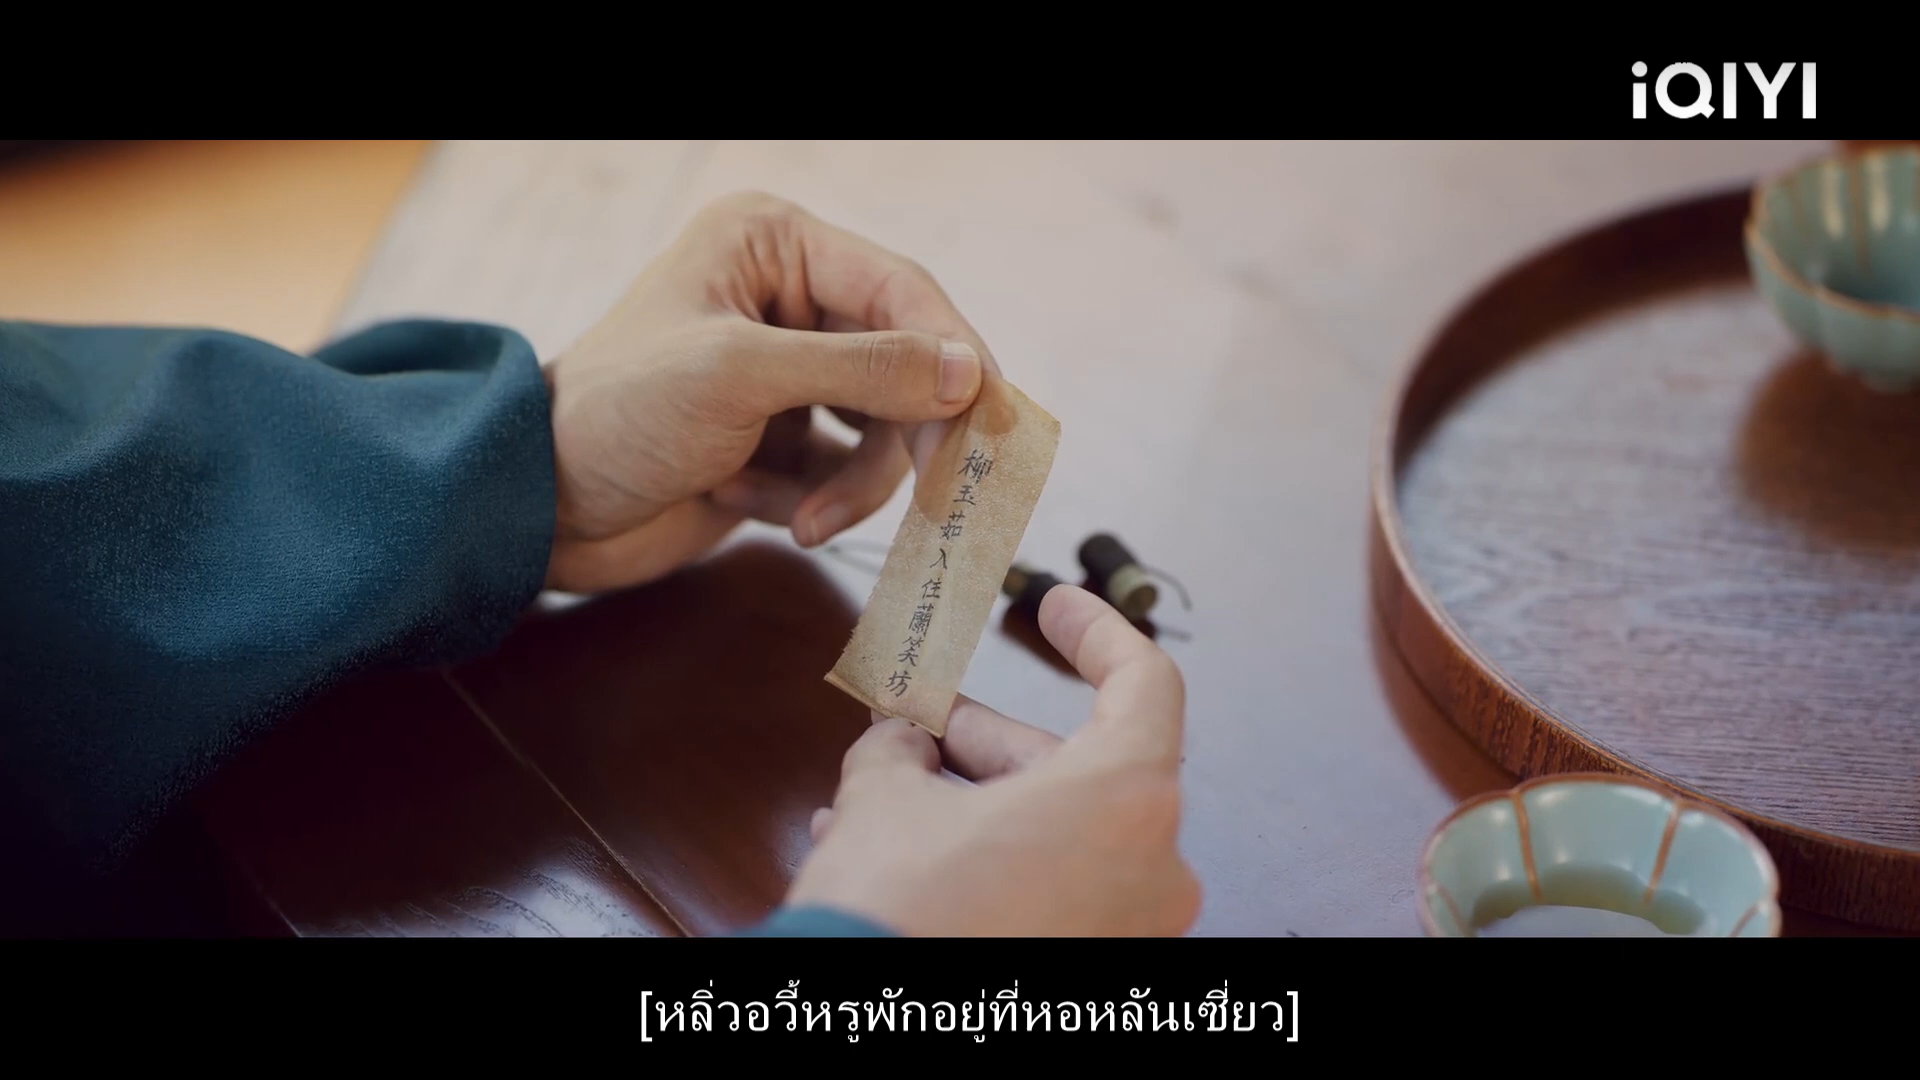 iQIYI
柳玉茹入住蘭笑坊
[หลิ่วอวี้หรูพักอยู่ที่หอหลันเซี่ยว]